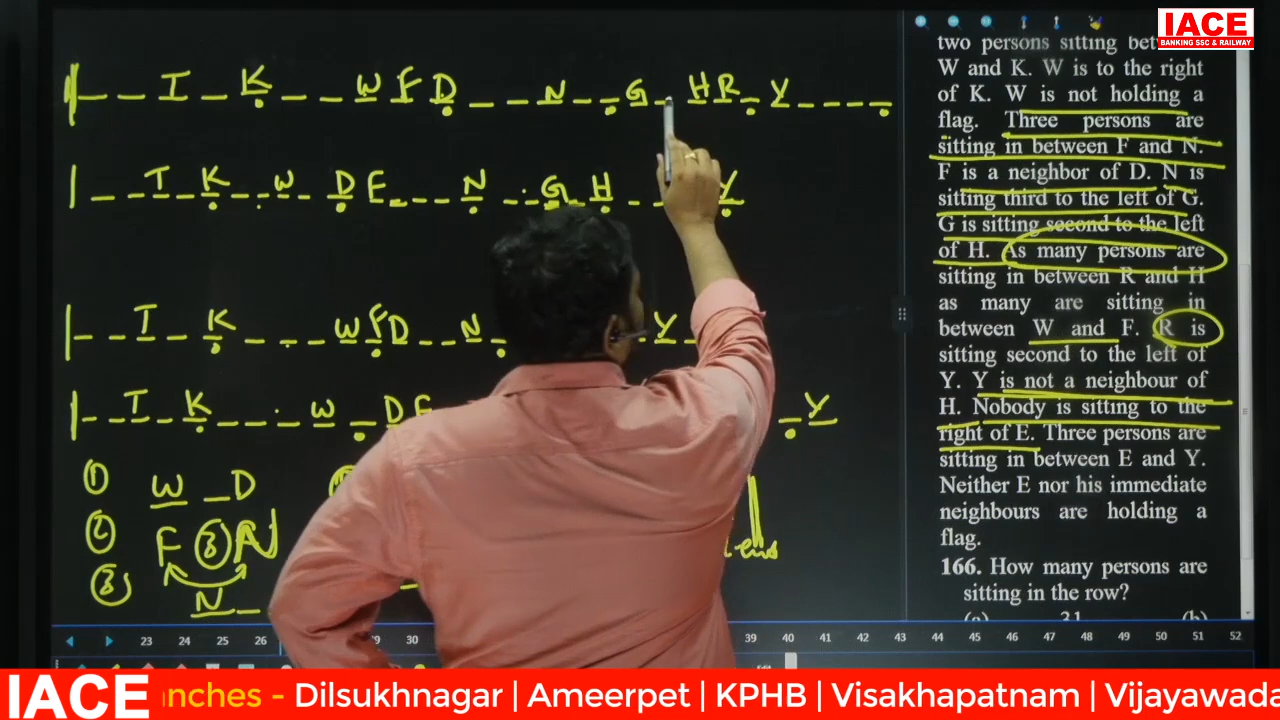 IACE
BANKING SSC & RAILWAY
two persons sitting
W and K. W is to the right
of K. W is not holding a
flag. Three persons are
sitting in between F and N.
F is a neighbor of D. N is
sitting third to the left of G.
G is sitting second to the left
of H. As many persons are
sitting in between R and H
as many are sitting in
between W and F. R is
sitting second to the left of
Y. Y is not a neighbour of
H. Nobody is sitting to the
right of E. Three persons are
sitting in between E and Y.
Neither E nor his immediate
neighbours are holding a
flag.
166. How many persons are
sitting in the row?
(a) 31 (b)
T K W F D N G H R Y
T K W D F N G H Y
T K W F D N Y
T K W D F Y
① W _ D
② F ③ N
③ N _
23 24 25 26 29 30 39 40 41 42 43 44 45 46 47 48 49 50 51 52
IACE
anches - Dilsukhnagar | Ameerpet | KPHB | Visakhapatnam | Vijayawada